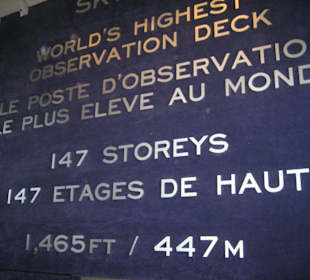 WORLD'S HIGHEST
OBSERVATION DECK
LE POSTE D'OBSERVATIO
LE PLUS ELEVE AU MOND
147 STOREYS
147 ETAGES DE HAUT
1,465FT / 447M